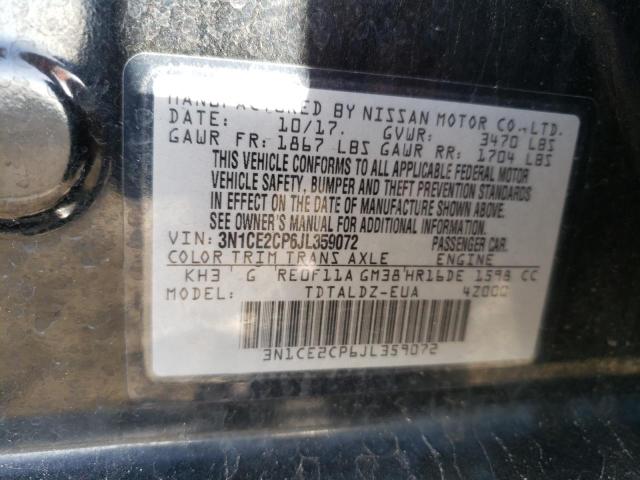 MANUFACTURED BY NISSAN MOTOR CO., LTD.
DATE: 10/17. GVWR: 3470 LBS
GAWR FR: 1867 LBS GAWR RR: 1704 LBS
THIS VEHICLE CONFORMS TO ALL APPLICABLE FEDERAL MOTOR
VEHICLE SAFETY, BUMPER AND THEFT PREVENTION STANDARDS
IN EFFECT ON THE DATE OF MANUFACTURE SHOWN ABOVE.
SEE OWNER'S MANUAL FOR ADDITIONAL INFORMATION.
VIN: 3N1CE2CP6JL359072 PASSENGER CAR.
COLOR TRIM TRANS AXLE ENGINE
KH3 G RE0F11A GM38 HR16DE 1598 CC
MODEL: TDTALDZ-EUA 4Z000
3N1CE2CP6JL359072